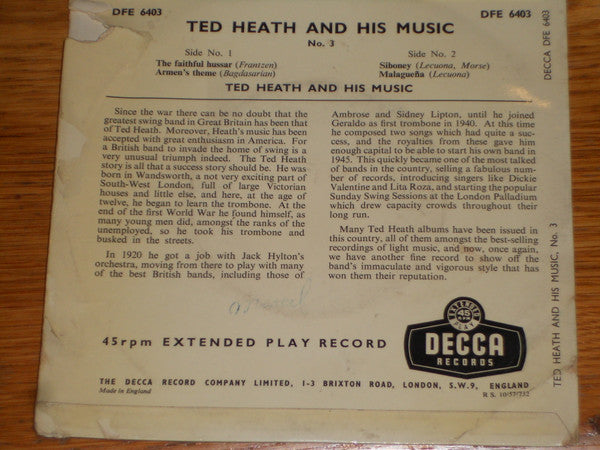 DFE 6403
TED HEATH AND HIS MUSIC
DFE 6403
No. 3
Side No. 1
The faithful hussar (Frantzen)
Armen's theme (Bagdasarian)
Side No. 2
Siboney (Lecuona, Morse)
Malagueña (Lecuona)
TED HEATH AND HIS MUSIC
Since the war there can be no doubt that the
greatest swing band in Great Britain has been that
of Ted Heath. Moreover, Heath's music has been
accepted with great enthusiasm in America. For
a British band to invade the home of swing is a
very unusual triumph indeed. The Ted Heath
story is all that a success story should be. He was
born in Wandsworth, a not very exciting part of
South-West London, full of large Victorian
houses and little else, and here, at the age of
twelve, he began to learn the trombone. At the
end of the first World War he found himself, as
many young men did, amongst the ranks of the
unemployed, so he took his trombone and
busked in the streets.
In 1920 he got a job with Jack Hylton's
orchestra, moving from there to play with many
of the best British bands, including those of
Ambrose and Sidney Lipton, until he joined
Geraldo as first trombone in 1940. At this time
he composed two songs which had quite a suc-
cess, and the royalties from these gave him
enough capital to be able to start his own band in
1945. This quickly became one of the most talked
of bands in the country, selling a fabulous num-
ber of records, introducing singers like Dickie
Valentine and Lita Roza, and starting the popular
Sunday Swing Sessions at the London Palladium
which drew capacity crowds throughout their
long run.
Many Ted Heath albums have been issued in
this country, all of them amongst the best-selling
recordings of light music, and now, once again,
we have another fine record to show off the
band's immaculate and vigorous style that has
won them their reputation.
45 rpm EXTENDED PLAY RECORD
EXTENDED
45
RPM
PLAY
DECCA
RECORDS
THE DECCA RECORD COMPANY LIMITED, 1-3 BRIXTON ROAD, LONDON, S.W.9, ENGLAND
Made in England
R S. 10/57/732
DECCA DFE 6403
TED HEATH AND HIS MUSIC, No. 3